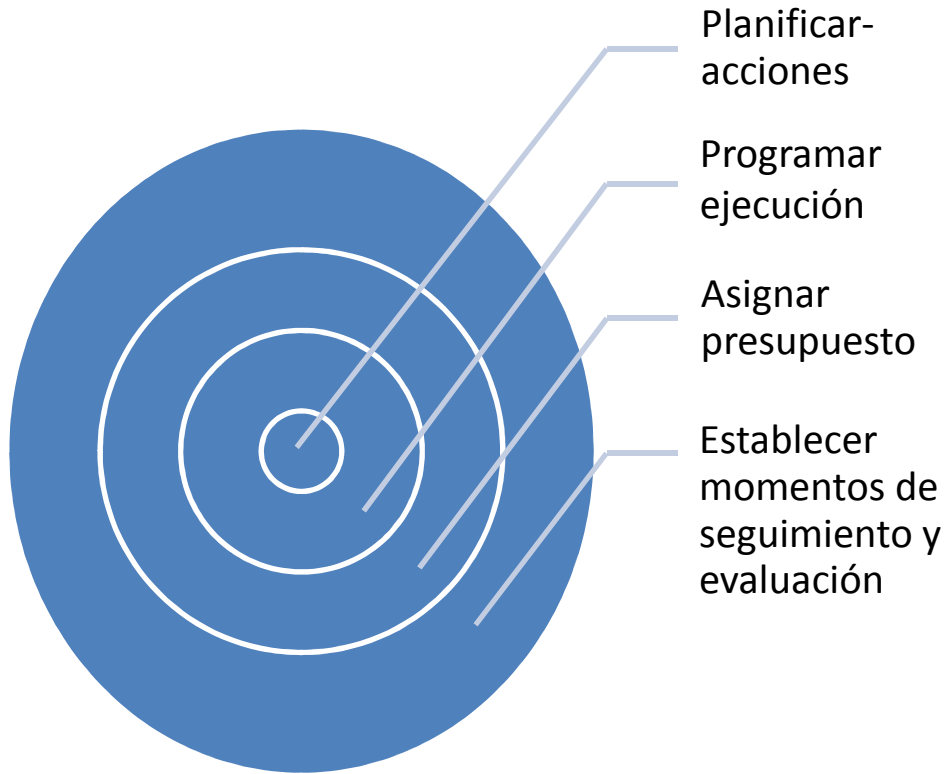 Planificar-
acciones
Programar
ejecución
Asignar
presupuesto
Establecer
momentos de
seguimiento y
evaluación